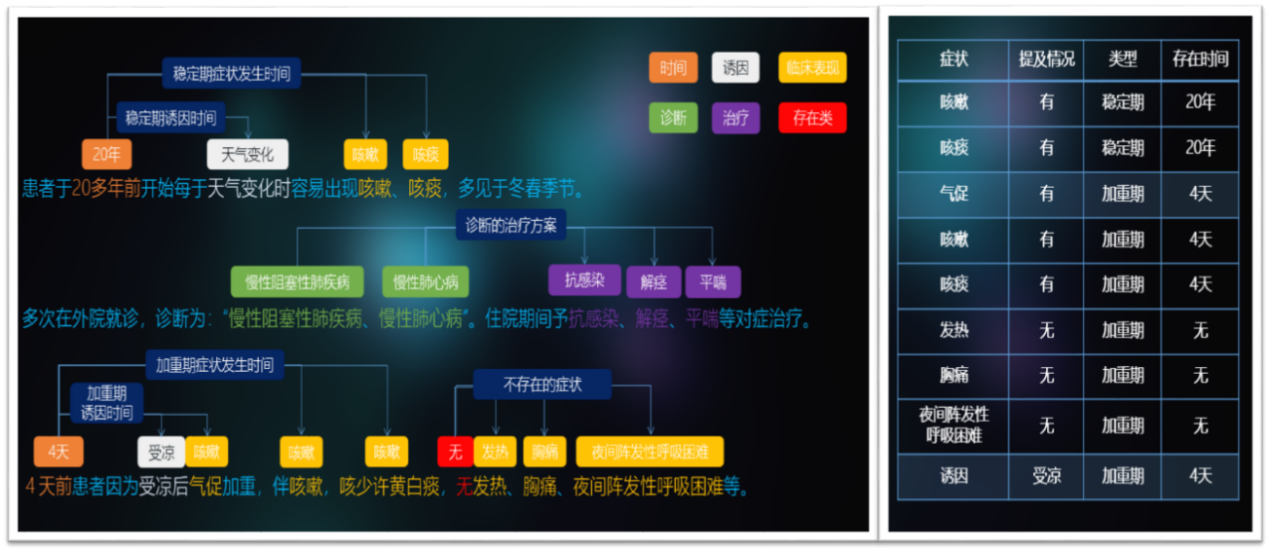 稳定期症状发生时间
时间 诱因 临床表现
稳定期诱因时间
诊断 治疗 存在类
20年 天气变化 咳嗽 咳痰
患者于20多年前开始每于天气变化时容易出现咳嗽、咳痰，多见于冬春季节。
诊断的治疗方案
慢性阻塞性肺疾病 慢性肺心病 抗感染 解痉 平喘
多次在外院就诊，诊断为：“慢性阻塞性肺疾病、慢性肺心病”。住院期间予抗感染、解痉、平喘等对症治疗。
加重期症状发生时间
不存在的症状
加重期
诱因时间
4天 受凉 咳嗽 咳嗽 咳嗽 无 发热 胸痛 夜间阵发性呼吸困难
4天前患者因为受凉后气促加重，伴咳嗽，咳少许黄白痰，无发热、胸痛、夜间阵发性呼吸困难等。
症状 提及情况 类型 存在时间
咳嗽 有 稳定期 20年
咳痰 有 稳定期 20年
气促 有 加重期 4天
咳嗽 有 加重期 4天
咳痰 有 加重期 4天
发热 无 加重期 无
胸痛 无 加重期 无
夜间阵发性
呼吸困难 无 加重期 无
诱因 受凉 加重期 4天